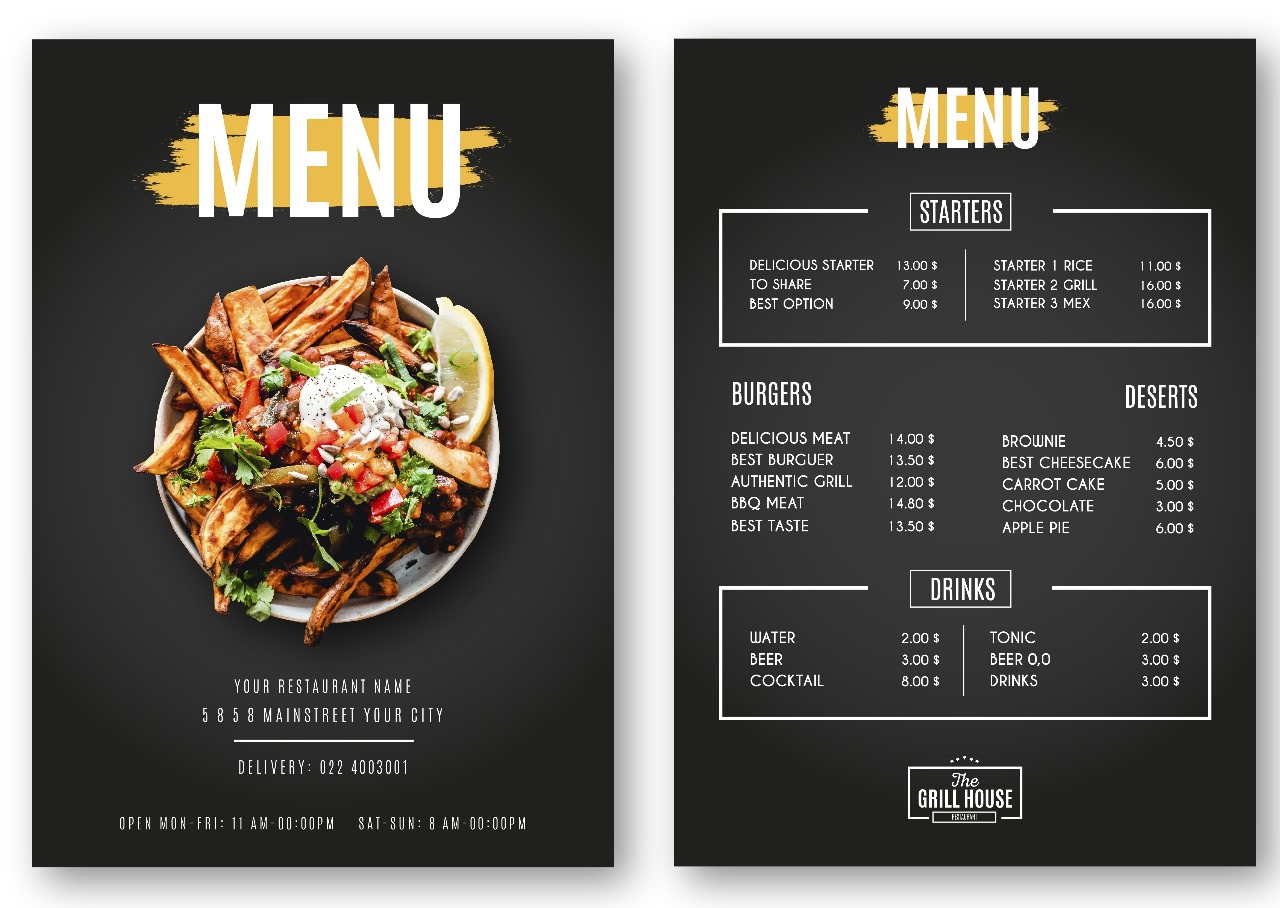 MENU
YOUR RESTAURANT NAME
5 8 5 8 MAINSTREET YOUR CITY
DELIVERY: 022 4003001
OPEN MON-FRI: 11 AM-00:00PM SAT-SUN: 8 AM-00:00PM
MENU
STARTERS
DELICIOUS STARTER 13.00 $
TO SHARE 7.00 $
BEST OPTION 9.00 $
STARTER 1 RICE 11.00 $
STARTER 2 GRILL 16.00 $
STARTER 3 MEX 16.00 $
BURGERS
DELICIOUS MEAT 14.00 $
BEST BURGUER 13.50 $
AUTHENTIC GRILL 12.00 $
BBQ MEAT 14.80 $
BEST TASTE 13.50 $
DESERTS
BROWNIE 4.50 $
BEST CHEESECAKE 6.00 $
CARROT CAKE 5.00 $
CHOCOLATE 3.00 $
APPLE PIE 6.00 $
DRINKS
WATER 2.00 $
BEER 3.00 $
COCKTAIL 8.00 $
TONIC 2.00 $
BEER 0,0 3.00 $
DRINKS 3.00 $
The
GRILL HOUSE
RESTAURANT